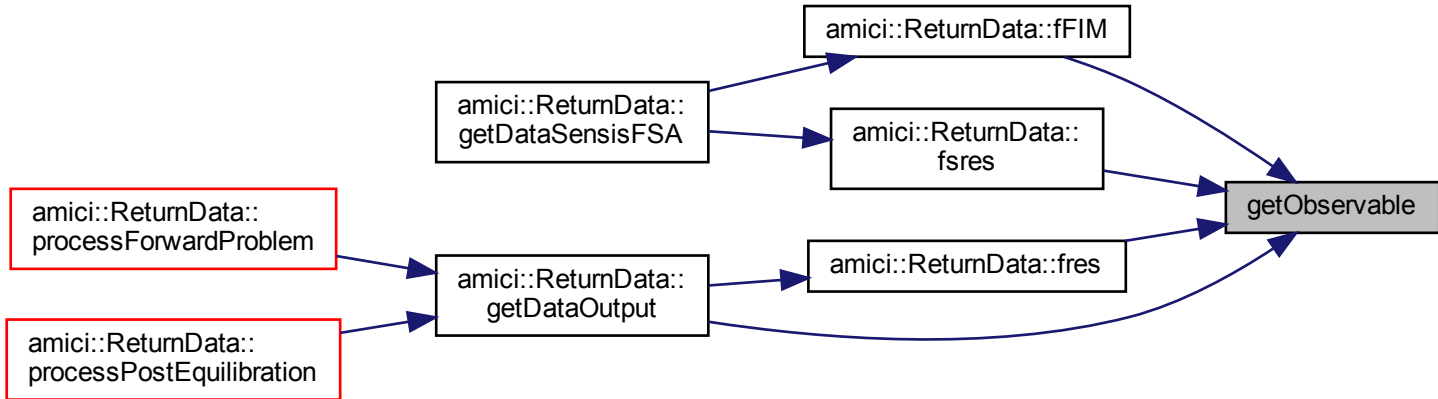 amici::ReturnData::fFIM
amici::ReturnData::
getDataSensisFSA
amici::ReturnData::
fsres
getObservable
amici::ReturnData::
processForwardProblem
amici::ReturnData::fres
amici::ReturnData::
getDataOutput
amici::ReturnData::
processPostEquilibration